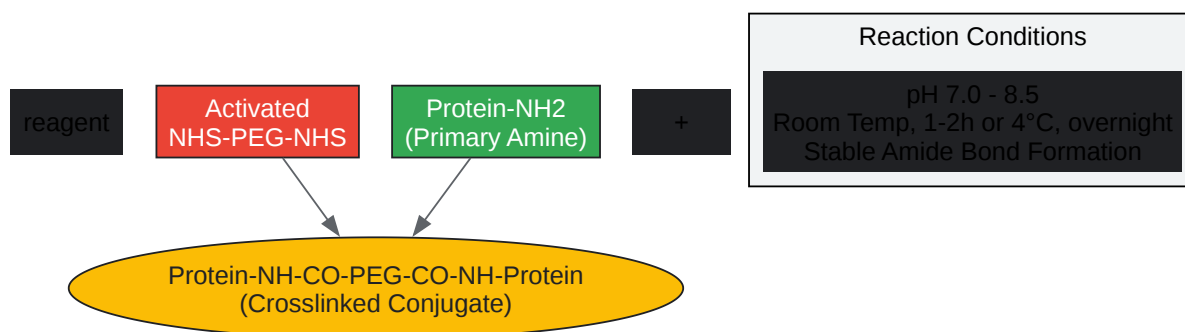 Reaction Conditions
reagent
Activated
NHS-PEG-NHS
Protein-NH2
(Primary Amine)
+
pH 7.0 - 8.5
Room Temp, 1-2h or 4°C, overnight
Stable Amide Bond Formation
Protein-NH-CO-PEG-CO-NH-Protein
(Crosslinked Conjugate)